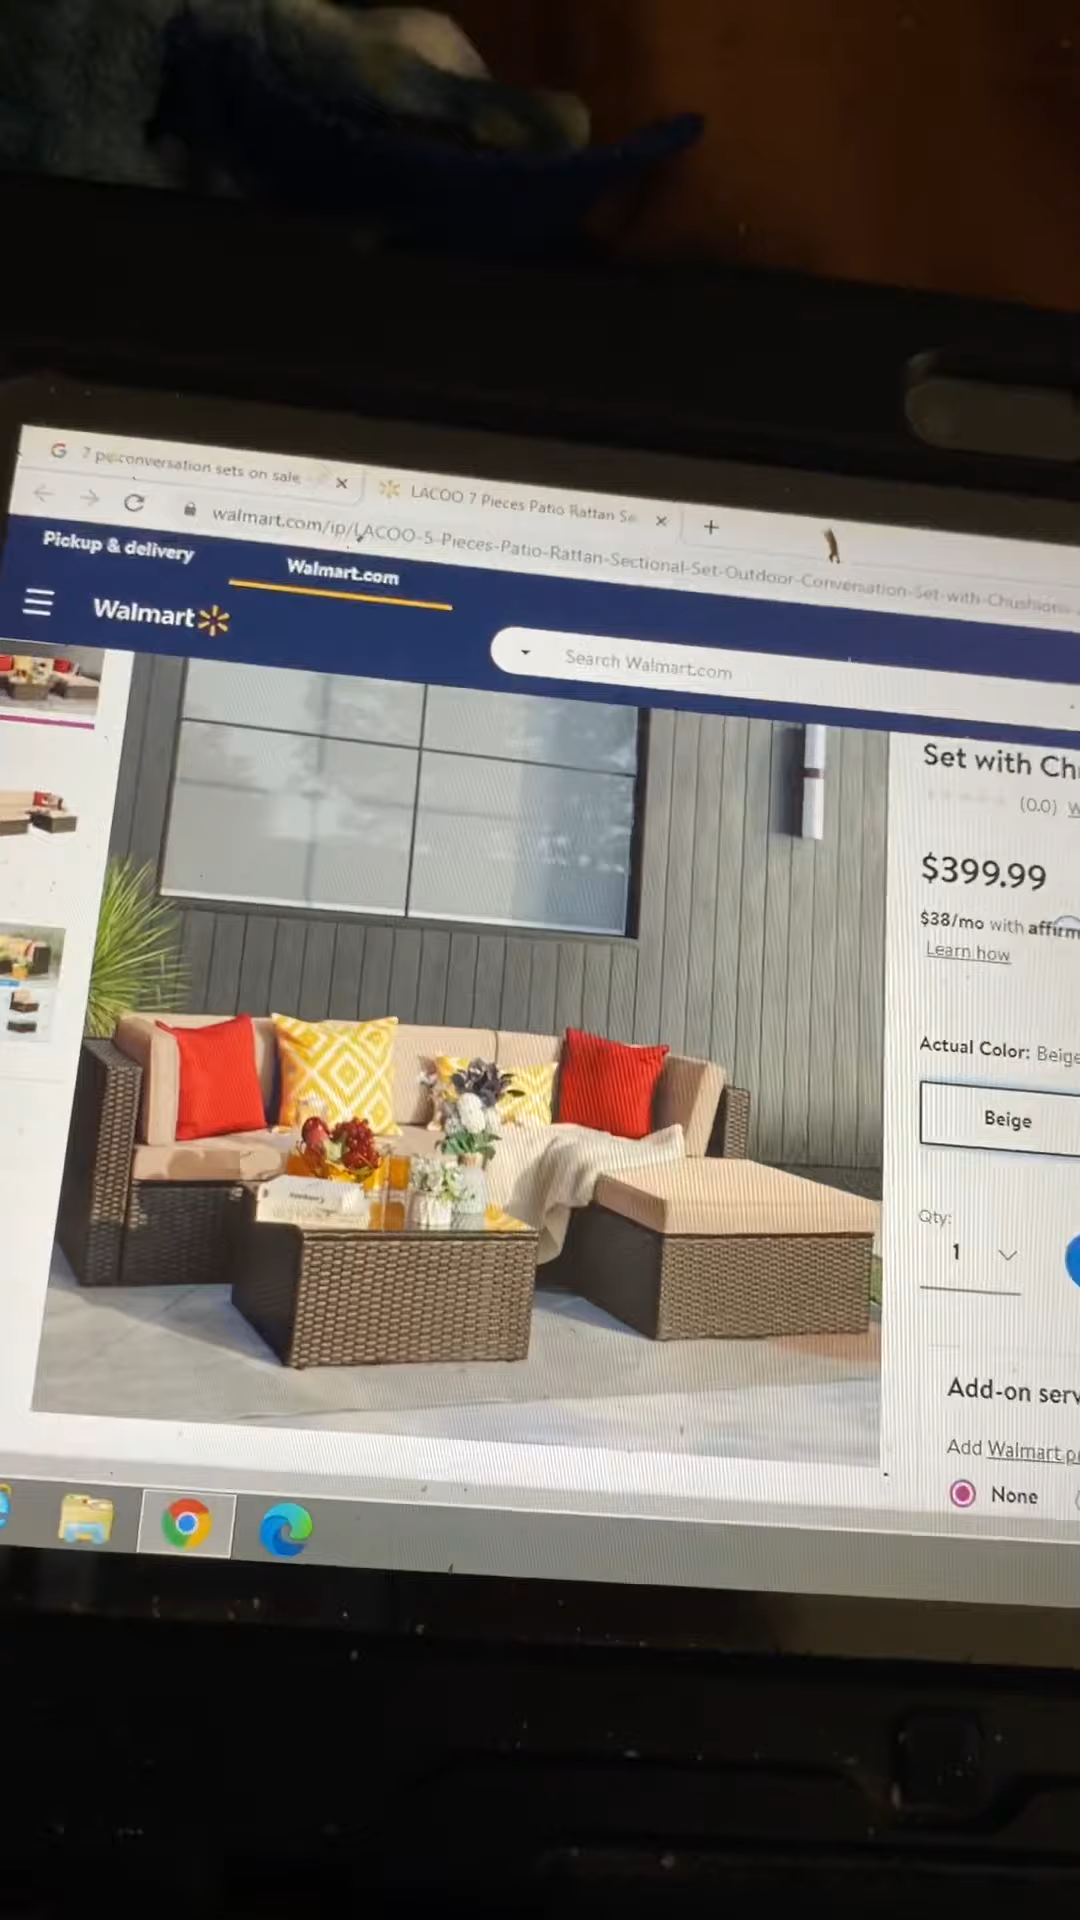 7 pc conversation sets on sale
LACOO 7 Pieces Patio Rattan Se
walmart.com/ip/LACOO-5-Pieces-Patio-Rattan-Sectional-Set-Outdoor-Conversation-Set-with-Chushions-
Pickup & delivery
Walmart.com
Walmart
Search Walmart.com
Set with Ch
(0.0) W
$399.99
$38/mo with affirm
Learn how
Actual Color: Beige
Beige
Qty:
1
Add-on serv
Add Walmart p
None